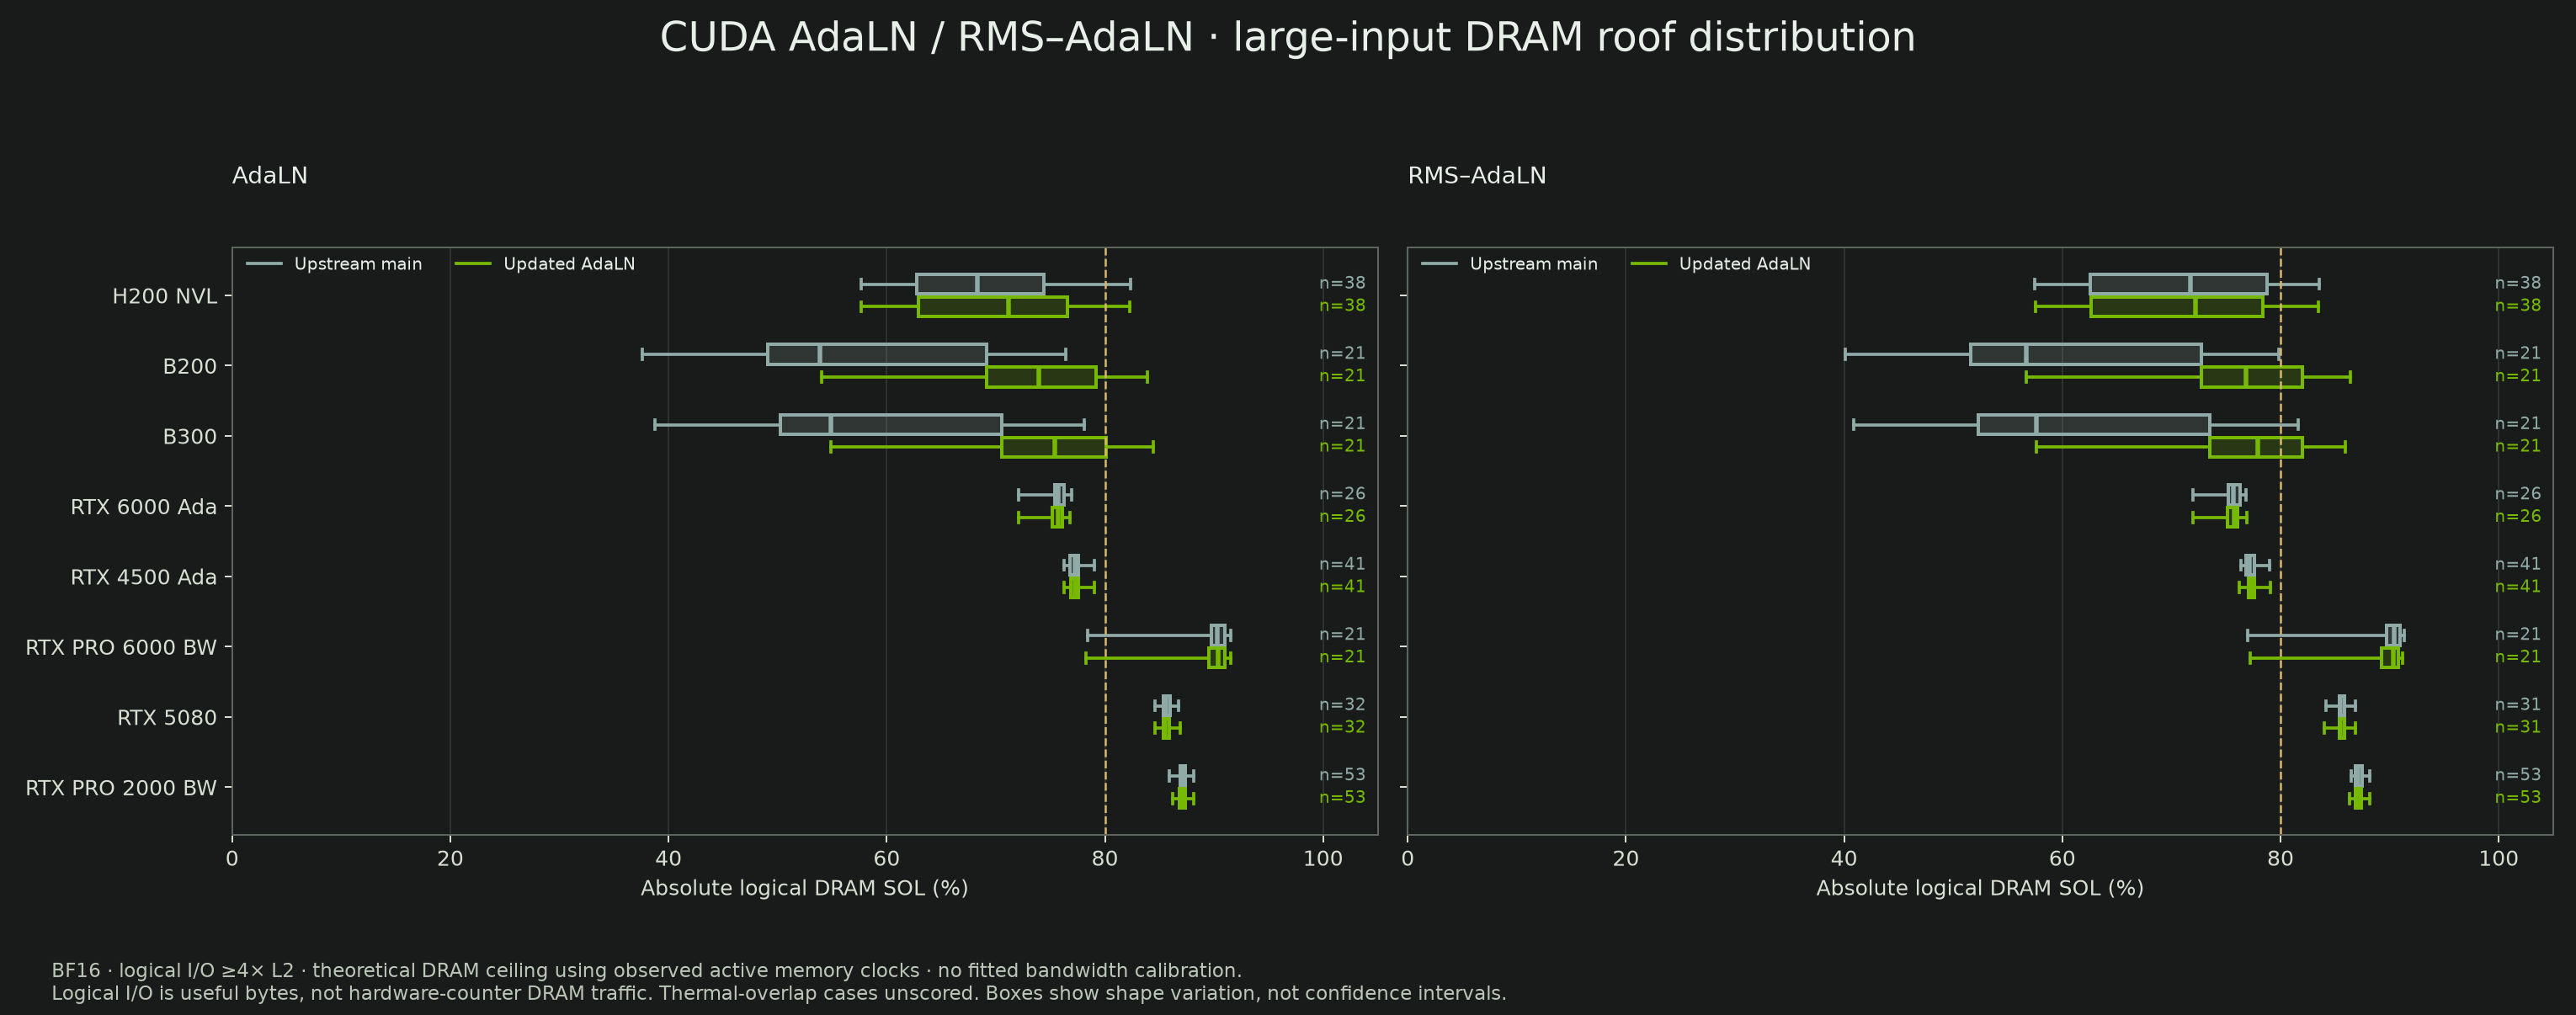 CUDA AdaLN / RMS–AdaLN · large-input DRAM roof distribution
AdaLN
Upstream main
Updated AdaLN
H200 NVL
B200
B300
RTX 6000 Ada
RTX 4500 Ada
RTX PRO 6000 BW
RTX 5080
RTX PRO 2000 BW
n=38
n=38
n=21
n=21
n=21
n=21
n=26
n=26
n=41
n=41
n=21
n=21
n=32
n=32
n=53
n=53
0 20 40 60 80 100
Absolute logical DRAM SOL (%)
RMS–AdaLN
Upstream main
Updated AdaLN
n=38
n=38
n=21
n=21
n=21
n=21
n=26
n=26
n=41
n=41
n=21
n=21
n=31
n=31
n=53
n=53
0 20 40 60 80 100
Absolute logical DRAM SOL (%)
BF16 · logical I/O ≥4× L2 · theoretical DRAM ceiling using observed active memory clocks · no fitted bandwidth calibration.
Logical I/O is useful bytes, not hardware-counter DRAM traffic. Thermal-overlap cases unscored. Boxes show shape variation, not confidence intervals.